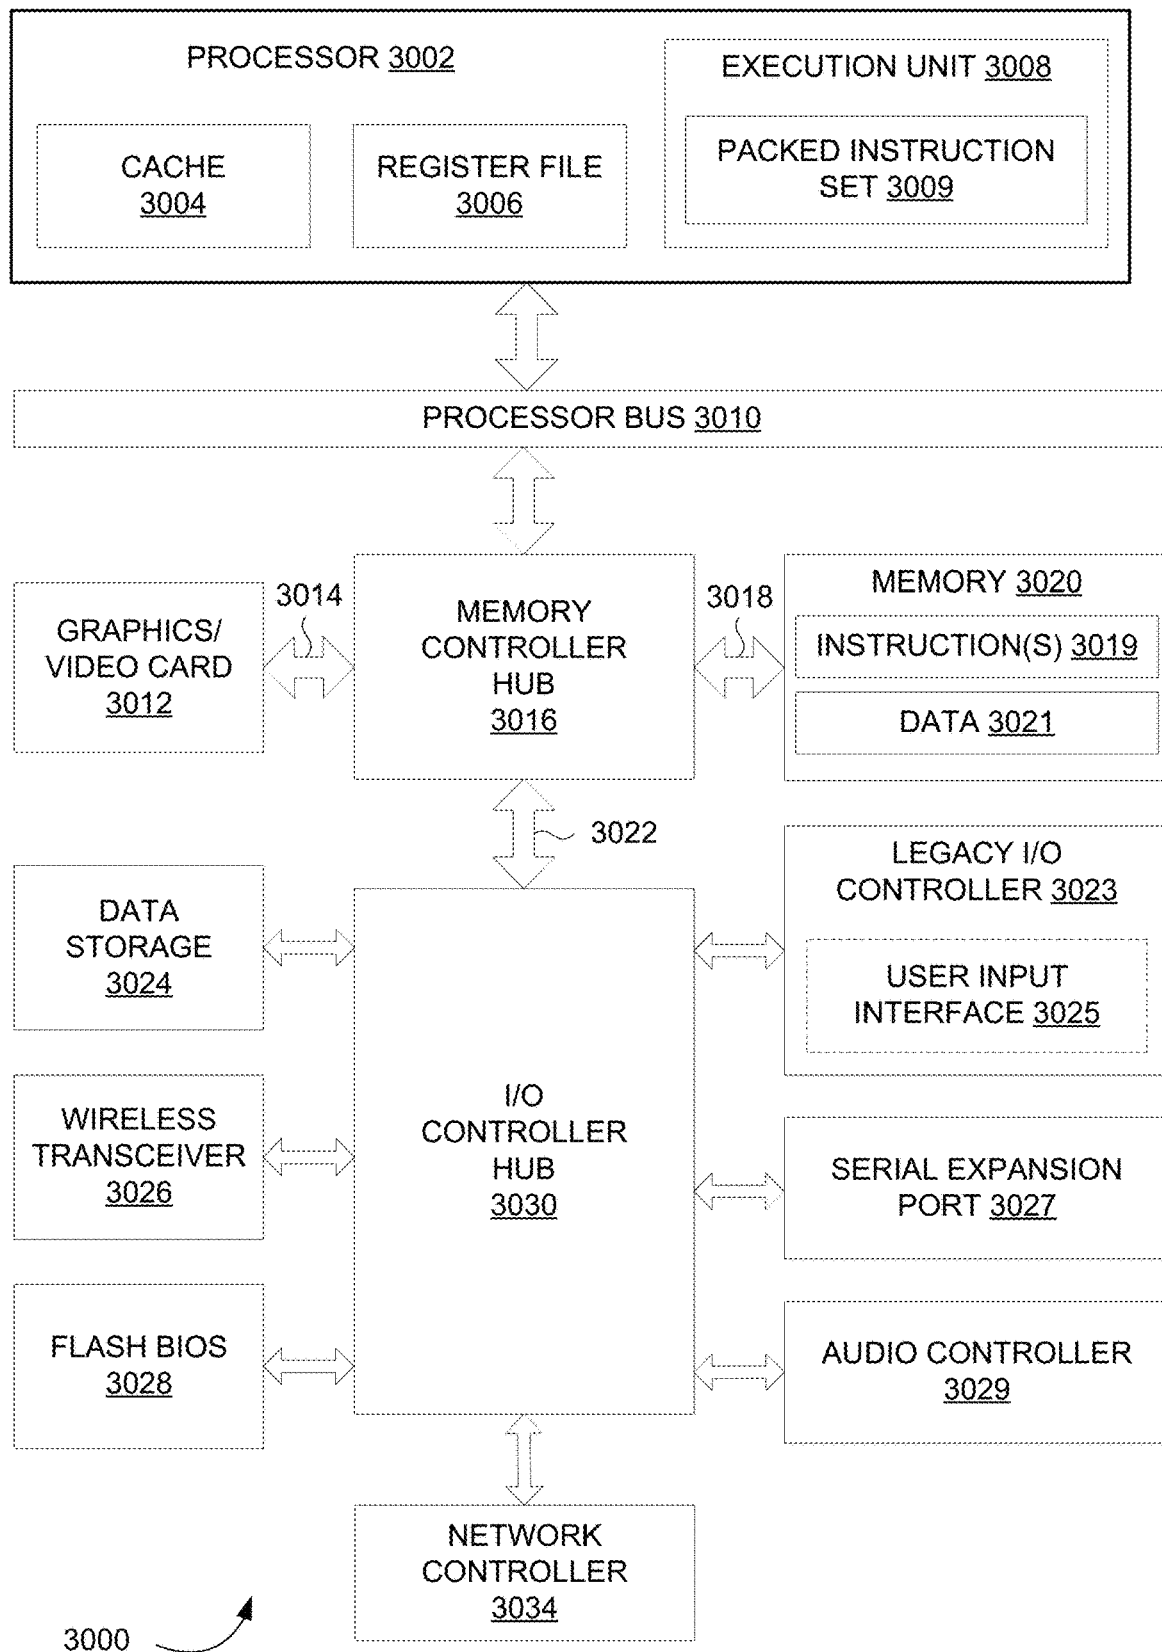 PROCESSOR 3002
CACHE
3004
REGISTER FILE
3006
EXECUTION UNIT 3008
PACKED INSTRUCTION
SET 3009
PROCESSOR BUS 3010
GRAPHICS/
VIDEO CARD
3012
3014
MEMORY
CONTROLLER
HUB
3016
3018
MEMORY 3020
INSTRUCTION(S) 3019
DATA 3021
3022
DATA
STORAGE
3024
LEGACY I/O
CONTROLLER 3023
USER INPUT
INTERFACE 3025
WIRELESS
TRANSCEIVER
3026
I/O
CONTROLLER
HUB
3030
SERIAL EXPANSION
PORT 3027
FLASH BIOS
3028
AUDIO CONTROLLER
3029
NETWORK
CONTROLLER
3034
3000